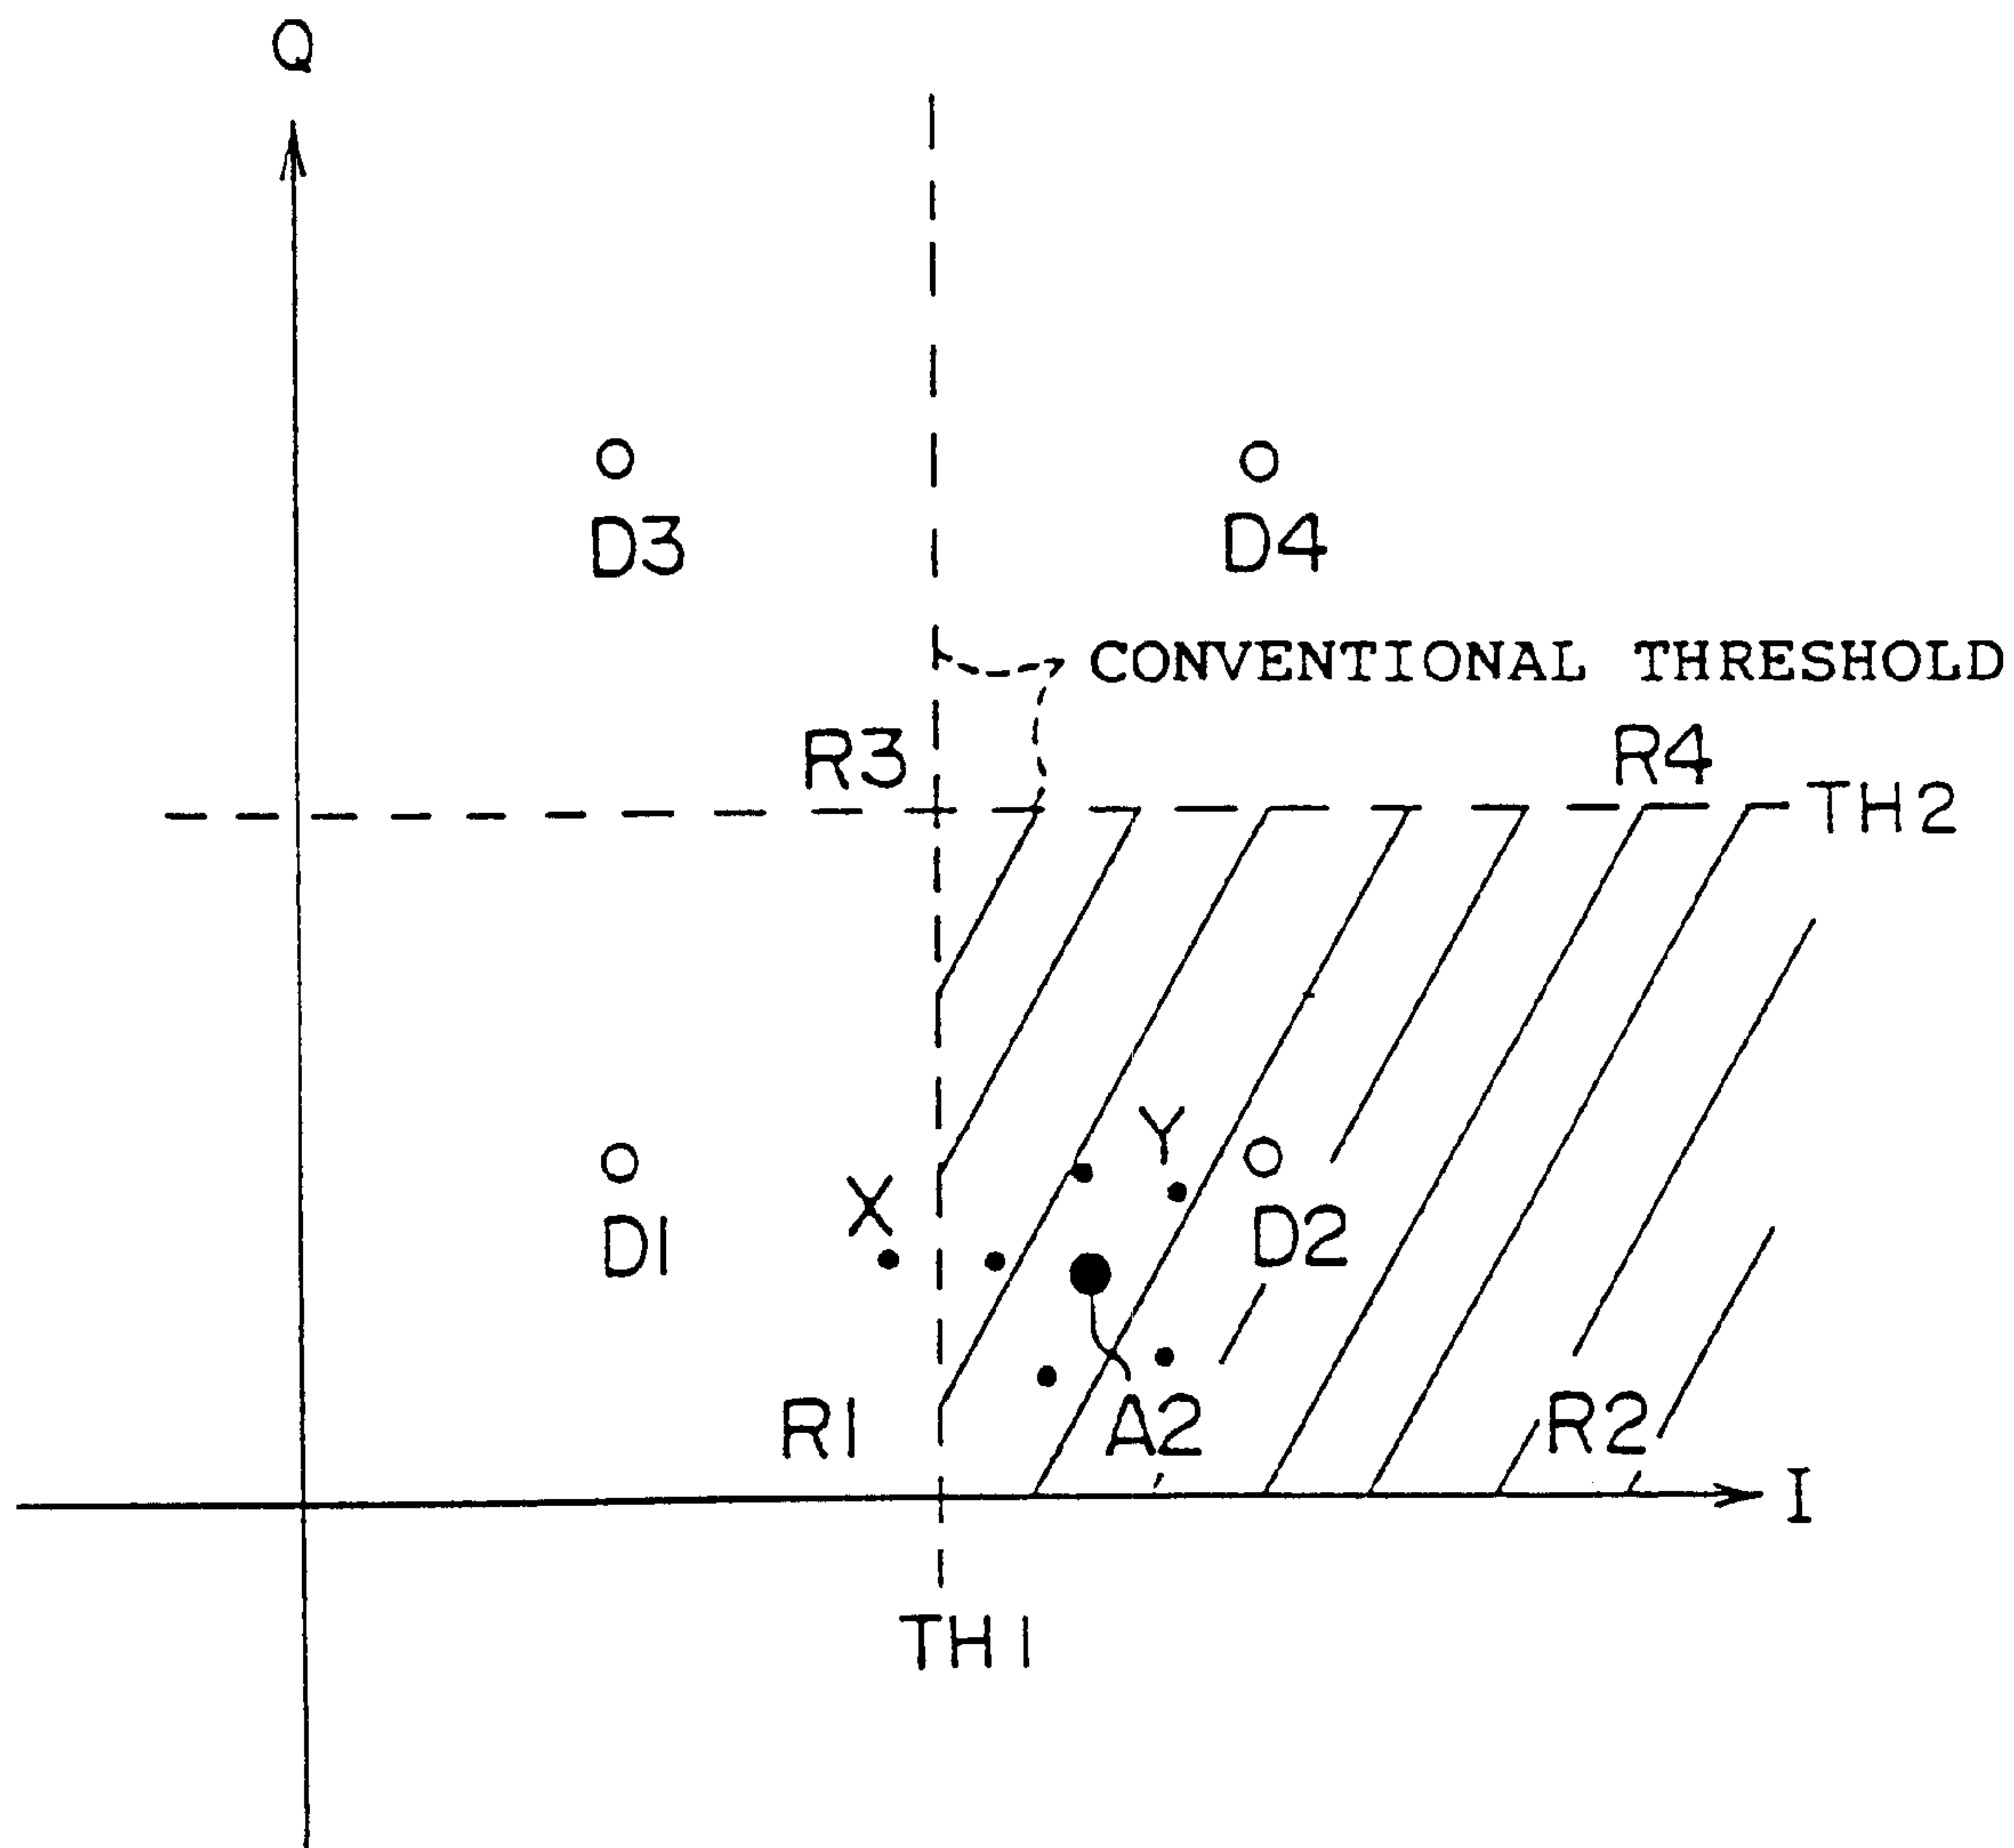 Q
D3
D4
CONVENTIONAL THRESHOLD
R3
R4
TH2
Y
X
D1
D2
R1
A2
R2
I
TH1